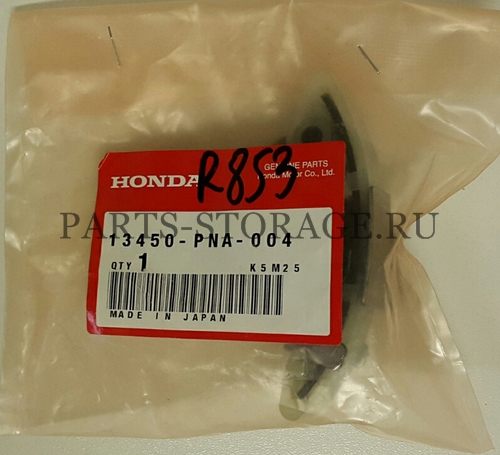 GENUINE PARTS
HONDA R853 Honda Motor Co., Ltd.
PARTS-STORAGE.RU
13450-PNA-004
QTY 1 K5M25
MADE IN JAPAN